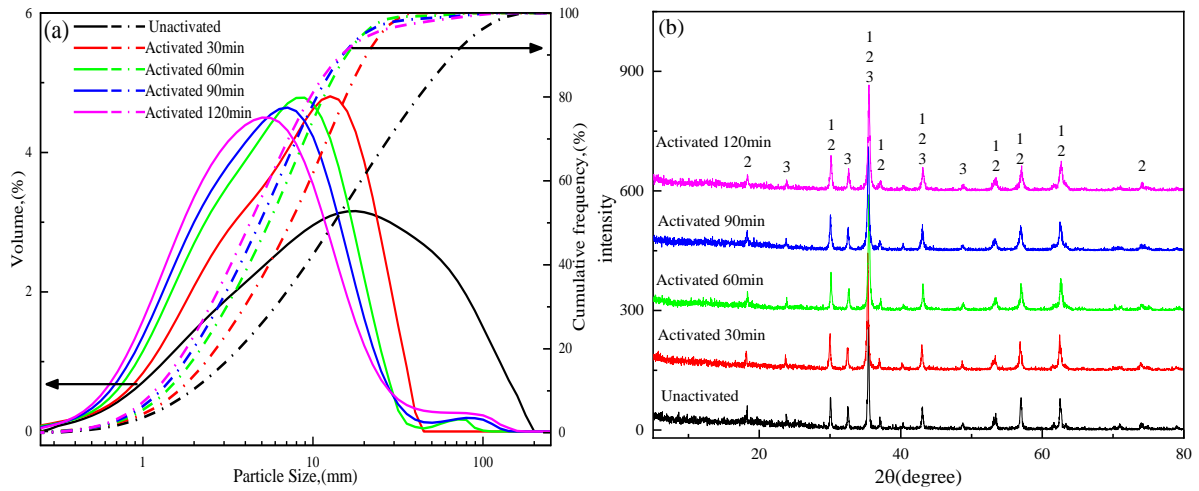 (a)
Unactivated
Activated 30min
Activated 60min
Activated 90min
Activated 120min
6
4
2
0
Volume,(%)
100
80
60
40
20
0
Cumulative frequency,(%)
1
10
100
Particle Size,(mm)
(b)
900
600
300
0
intensity
Activated 120min
Activated 90min
Activated 60min
Activated 30min
Unactivated
2
3
1
2
3
1
2
3
1
2
1
2
3
3
1
2
1
2
1
2
2
20
40
60
80
2θ(degree)